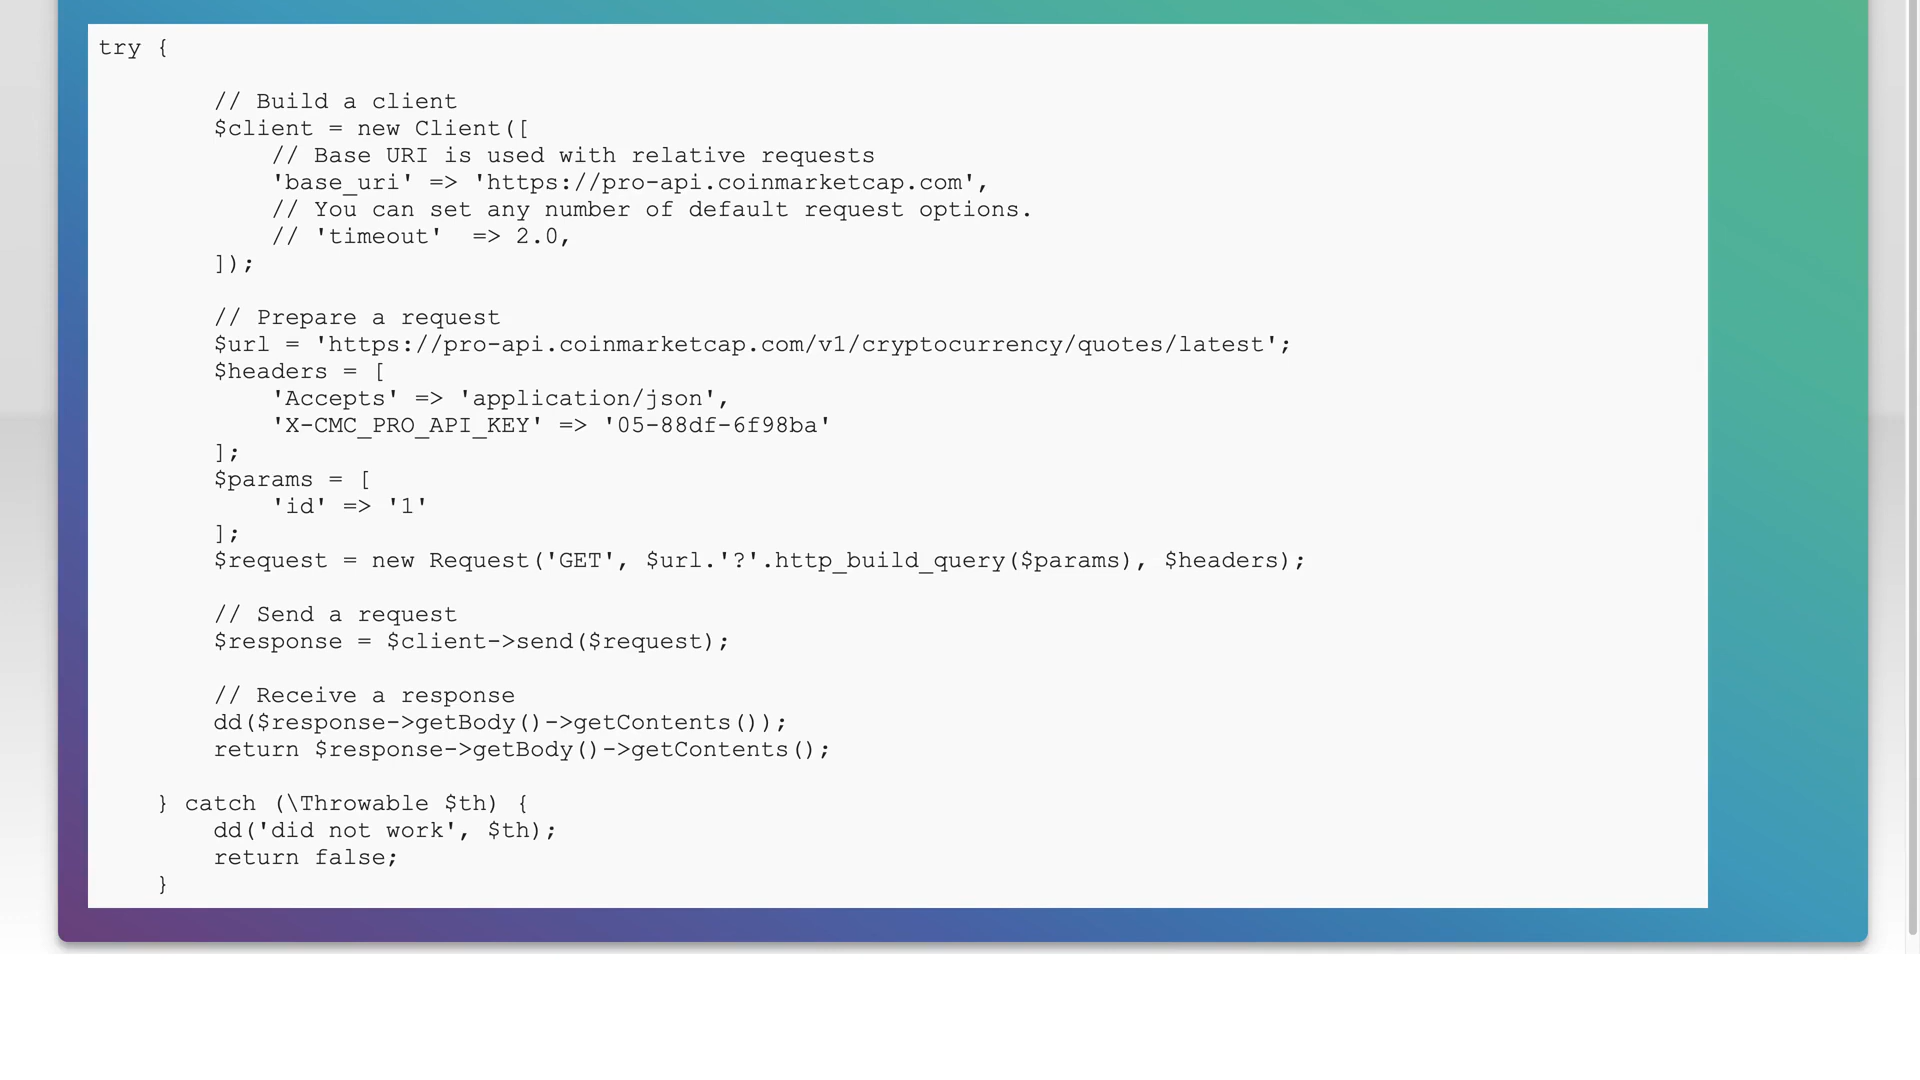 try {
// Build a client
$client = new Client([
// Base URI is used with relative requests
'base_uri' => 'https://pro-api.coinmarketcap.com',
// You can set any number of default request options.
// 'timeout'  => 2.0,
]);
// Prepare a request
$url = 'https://pro-api.coinmarketcap.com/v1/cryptocurrency/quotes/latest';
$headers = [
'Accepts' => 'application/json',
'X-CMC_PRO_API_KEY' => '05-88df-6f98ba'
];
$params = [
'id' => '1'
];
$request = new Request('GET', $url.'?'.http_build_query($params), $headers);
// Send a request
$response = $client->send($request);
// Receive a response
dd($response->getBody()->getContents());
return $response->getBody()->getContents();
} catch (\Throwable $th) {
dd('did not work', $th);
return false;
}